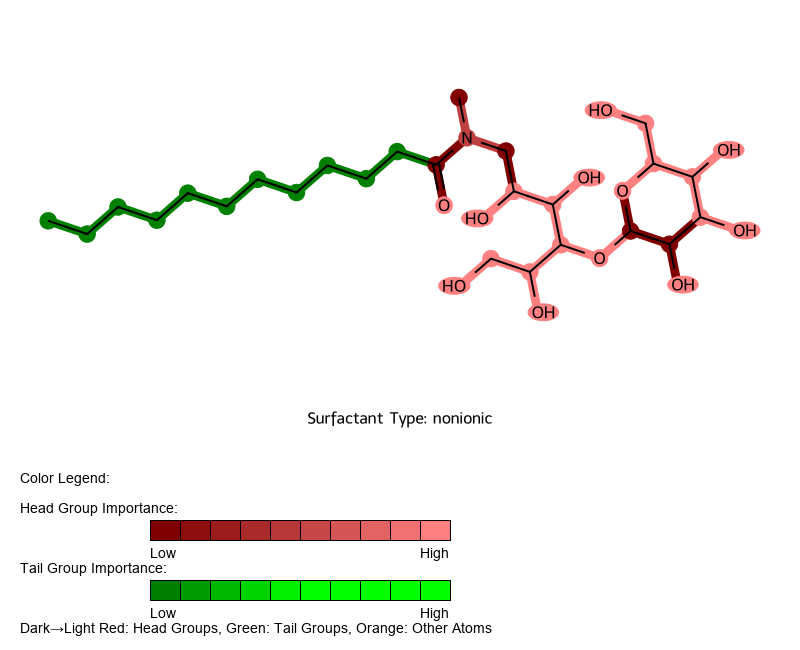 HO
OH
N
OH
O
O
HO
OH
O
HO
OH
OH
Surfactant Type: nonionic
Color Legend:
Head Group Importance:
Low High
Tail Group Importance:
Low High
Dark→Light Red: Head Groups, Green: Tail Groups, Orange: Other Atoms